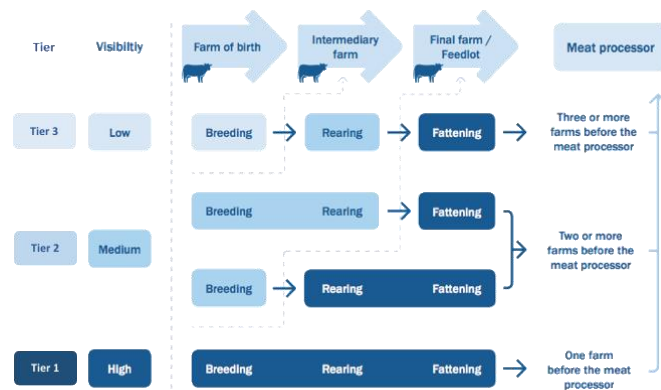 Tier
Visibiltiy
Farm of birth
Intermediary
farm
Final farm /
Feedlot
Meat processor
Tier 3
Low
Breeding
Rearing
Fattening
Three or more
farms before the
meat processor
Breeding
Rearing
Fattening
Tier 2
Medium
Two or more
farms before the
meat processor
Breeding
Rearing
Fattening
Tier 1
High
Breeding
Rearing
Fattening
One farm
before the meat
processor